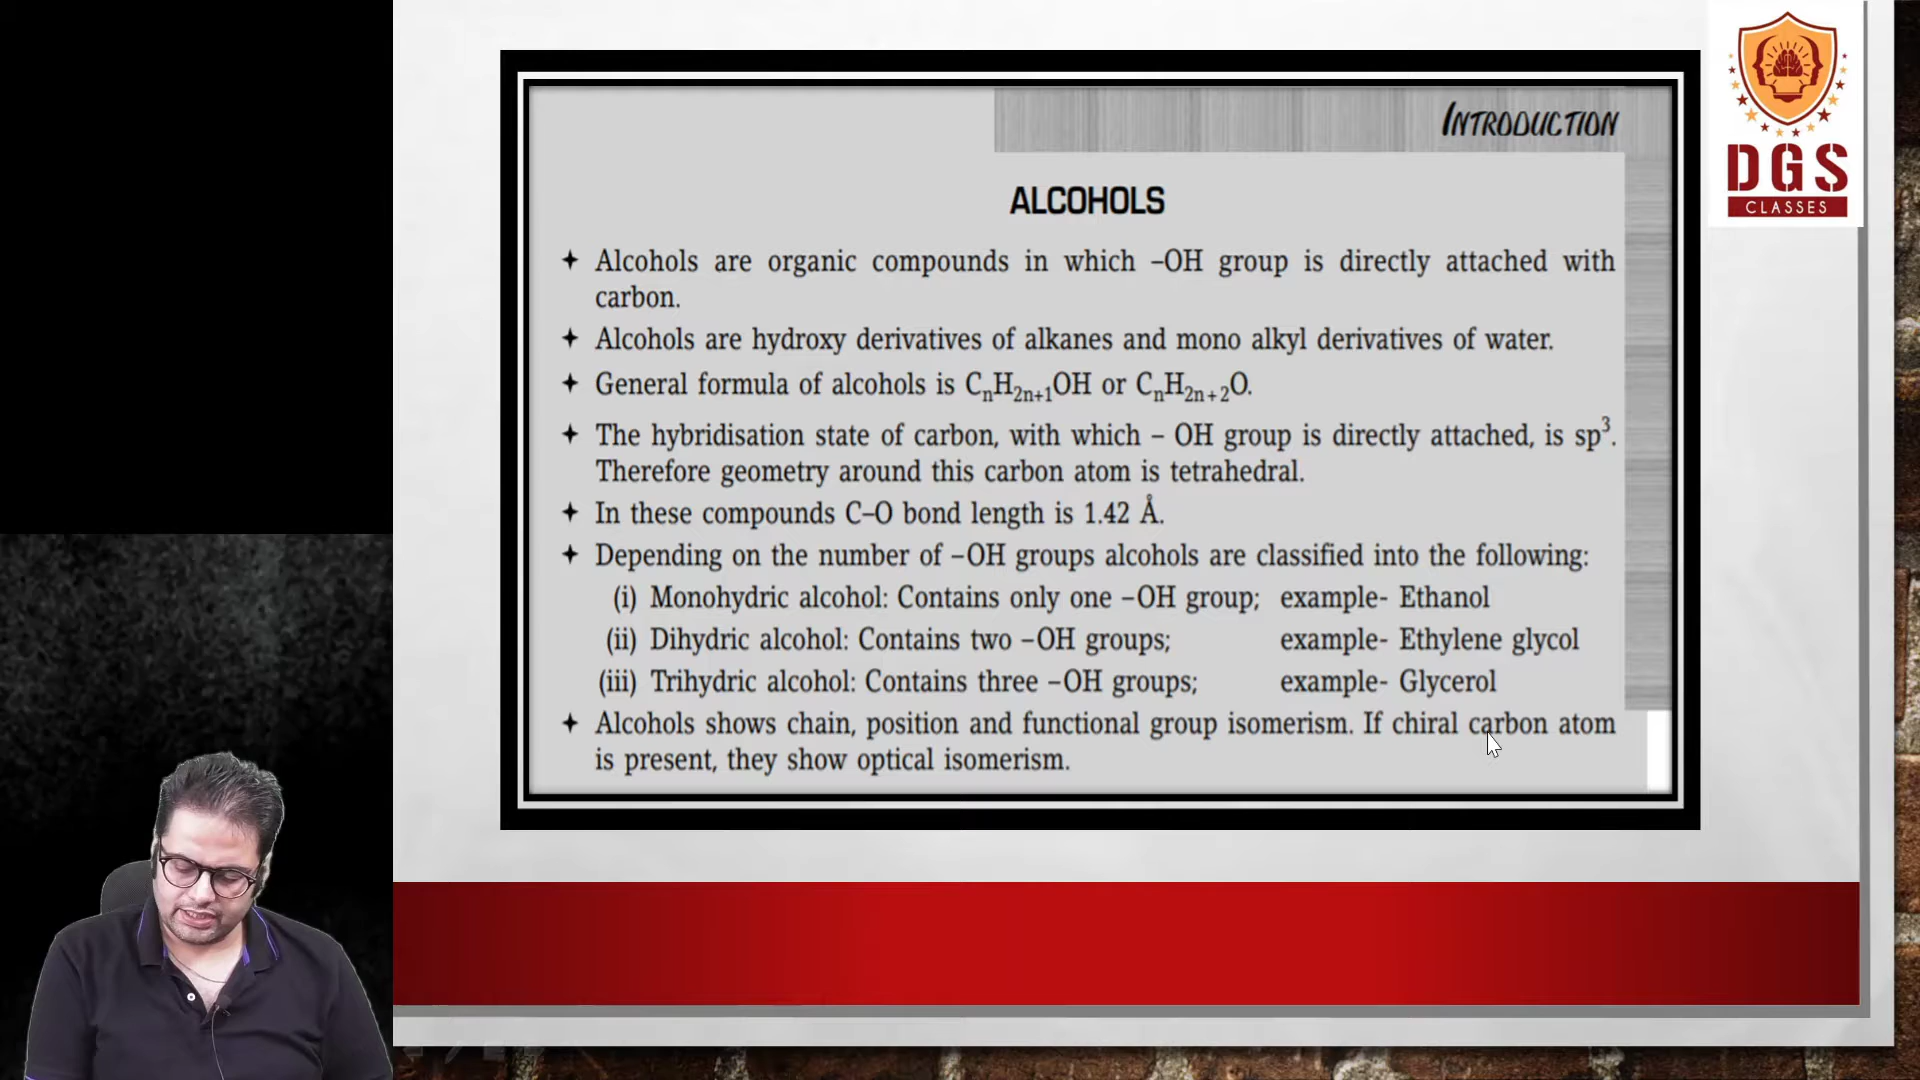 INTRODUCTION
DGS
CLASSES
ALCOHOLS
✦ Alcohols are organic compounds in which –OH group is directly attached with
carbon.
✦ Alcohols are hydroxy derivatives of alkanes and mono alkyl derivatives of water.
✦ General formula of alcohols is CₙH₂ₙ₊₁OH or CₙH₂ₙ₊₂O.
✦ The hybridisation state of carbon, with which – OH group is directly attached, is sp³.
Therefore geometry around this carbon atom is tetrahedral.
✦ In these compounds C–O bond length is 1.42 Å.
✦ Depending on the number of –OH groups alcohols are classified into the following:
(i) Monohydric alcohol: Contains only one –OH group; example- Ethanol
(ii) Dihydric alcohol: Contains two –OH groups; example- Ethylene glycol
(iii) Trihydric alcohol: Contains three –OH groups; example- Glycerol
✦ Alcohols shows chain, position and functional group isomerism. If chiral carbon atom
is present, they show optical isomerism.